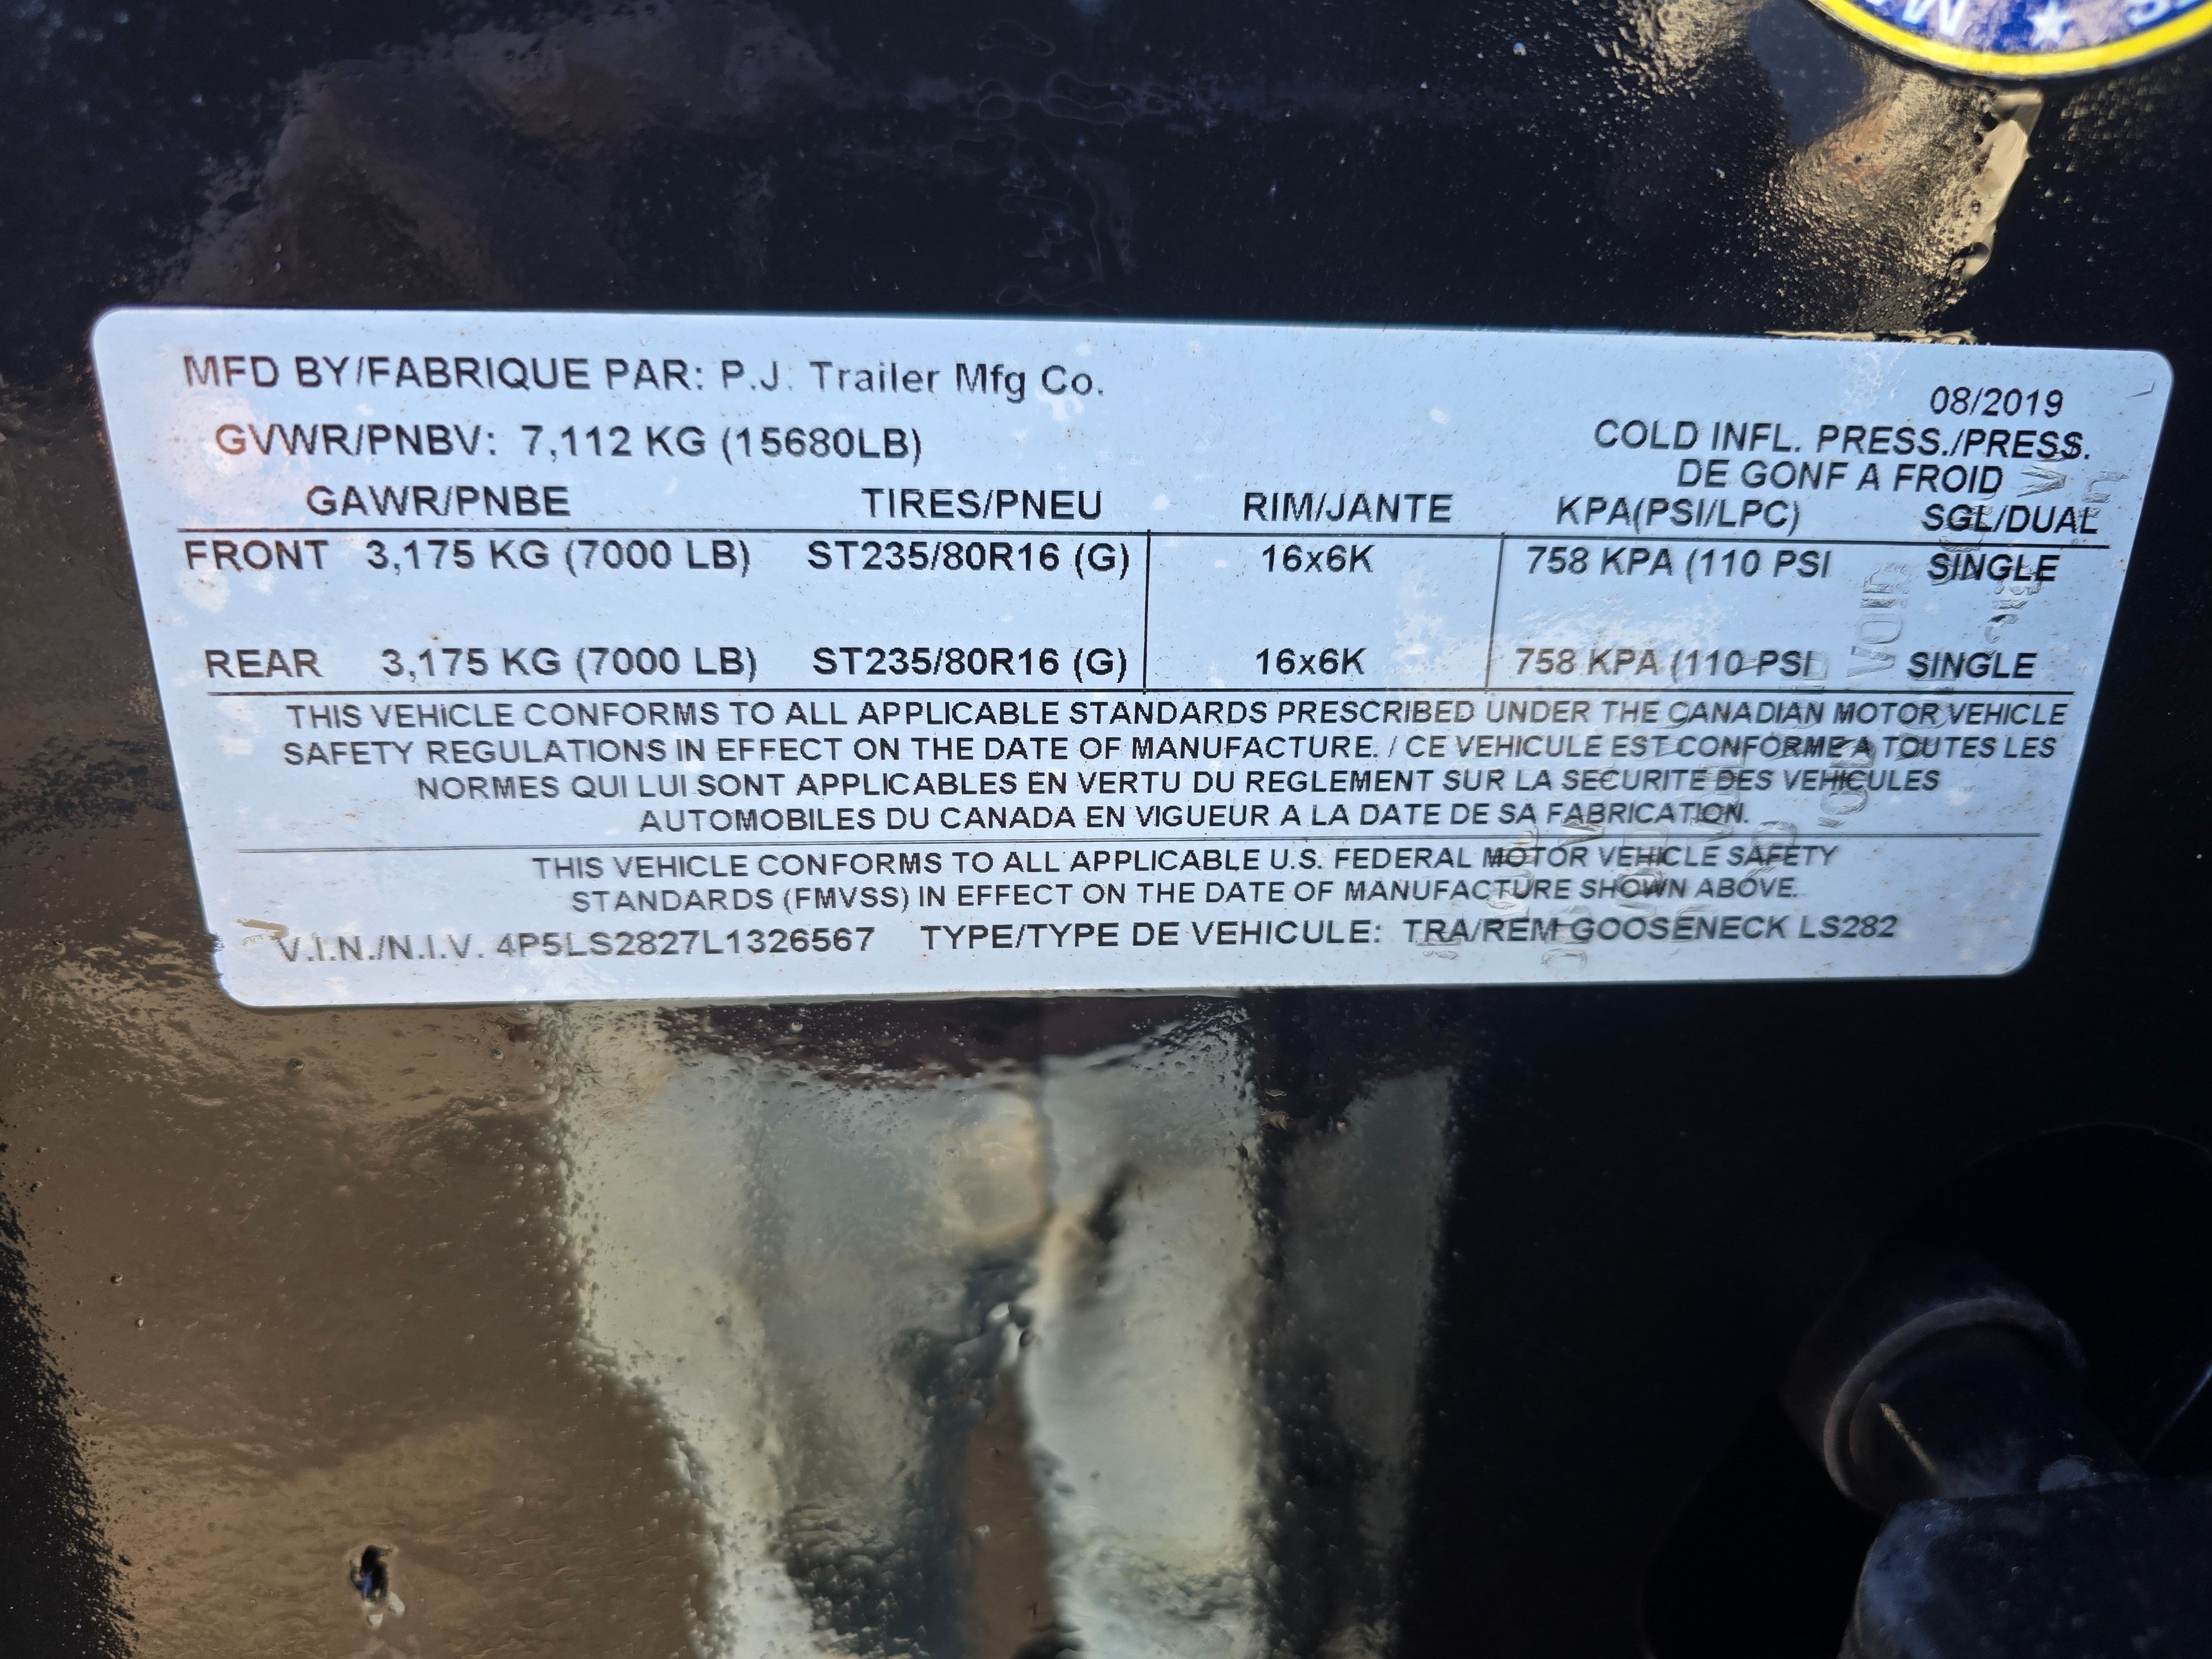 MFD BY/FABRIQUE PAR: P.J. Trailer Mfg Co.
08/2019
GVWR/PNBV: 7,112 KG (15680LB)
COLD INFL. PRESS./PRESS.
DE GONF A FROID
GAWR/PNBE TIRES/PNEU RIM/JANTE KPA(PSI/LPC) SGL/DUAL
FRONT 3,175 KG (7000 LB) ST235/80R16 (G) 16x6K 758 KPA (110 PSI SINGLE
REAR 3,175 KG (7000 LB) ST235/80R16 (G) 16x6K 758 KPA (110 PSI SINGLE
THIS VEHICLE CONFORMS TO ALL APPLICABLE STANDARDS PRESCRIBED UNDER THE CANADIAN MOTOR VEHICLE
SAFETY REGULATIONS IN EFFECT ON THE DATE OF MANUFACTURE. / CE VEHICULE EST CONFORME A TOUTES LES
NORMES QUI LUI SONT APPLICABLES EN VERTU DU REGLEMENT SUR LA SECURITE DES VEHICULES
AUTOMOBILES DU CANADA EN VIGUEUR A LA DATE DE SA FABRICATION.
THIS VEHICLE CONFORMS TO ALL APPLICABLE U.S. FEDERAL MOTOR VEHICLE SAFETY
STANDARDS (FMVSS) IN EFFECT ON THE DATE OF MANUFACTURE SHOWN ABOVE.
V.I.N./N.I.V. 4P5LS2827L1326567 TYPE/TYPE DE VEHICULE: TRA/REM GOOSENECK LS282